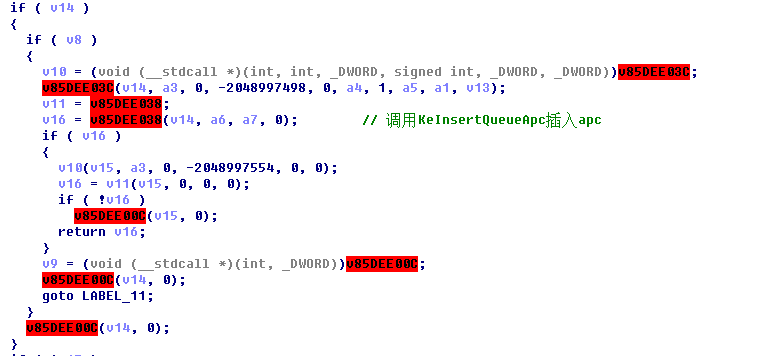 if ( v14 )
{
if ( v8 )
{
v10 = (void (__stdcall *)(int, int, _DWORD, signed int, _DWORD, _DWORD))v85DEE03C;
v85DEE03C(v14, a3, 0, -2048997498, 0, a4, 1, a5, a1, v13);
v11 = v85DEE038;
v16 = v85DEE038(v14, a6, a7, 0); // 调用KeInsertQueueApc插入apc
if ( v16 )
{
v10(v15, a3, 0, -2048997554, 0, 0);
v16 = v11(v15, 0, 0, 0);
if ( !v16 )
v85DEE00C(v15, 0);
return v16;
}
v9 = (void (__stdcall *)(int, _DWORD))v85DEE00C;
v85DEE00C(v14, 0);
goto LABEL_11;
}
v85DEE00C(v14, 0);
}